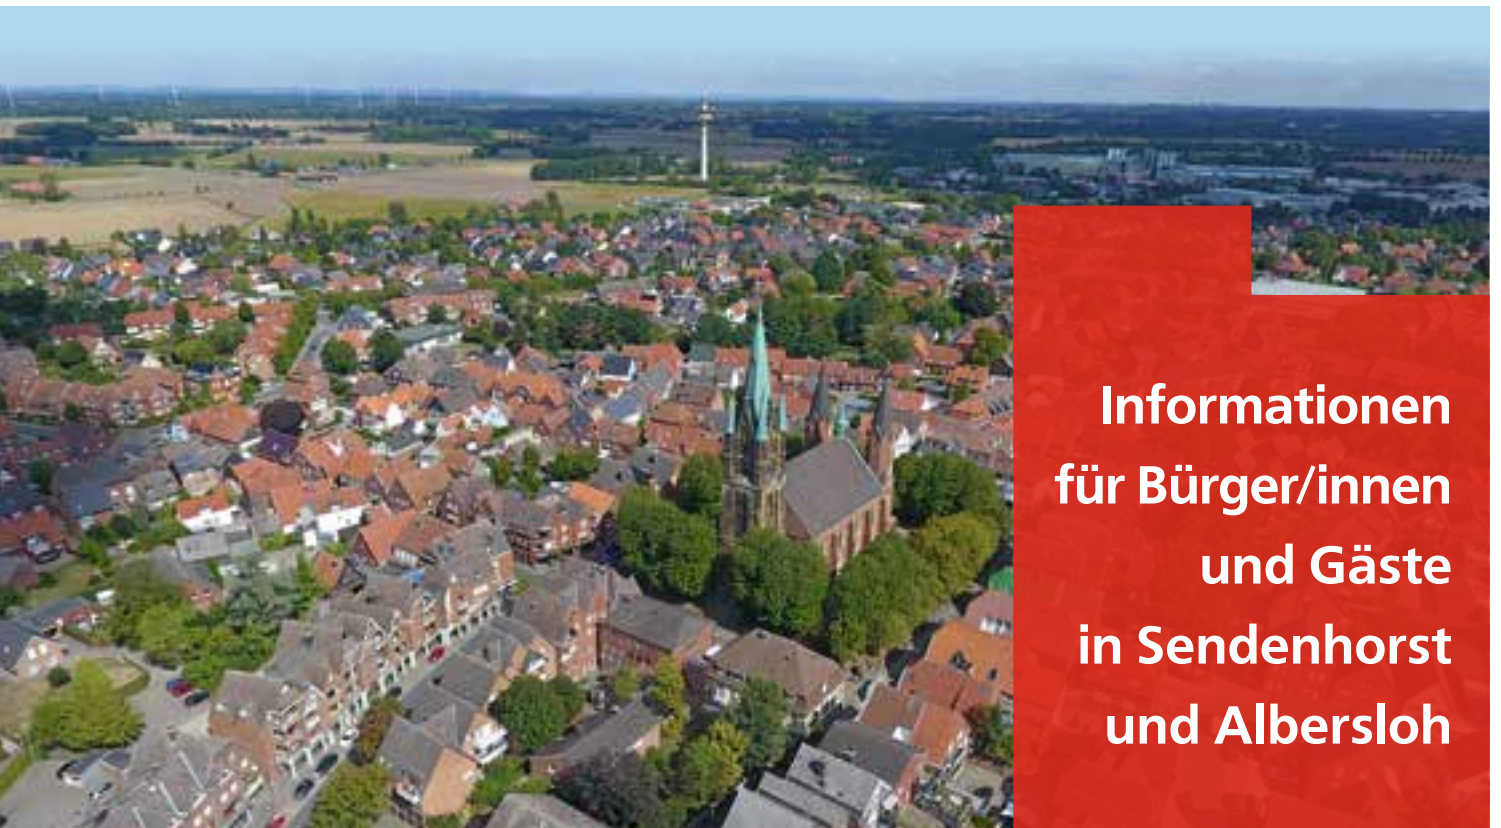 Informationen
für Bürger/innen
und Gäste
in Sendenhorst
und Albersloh